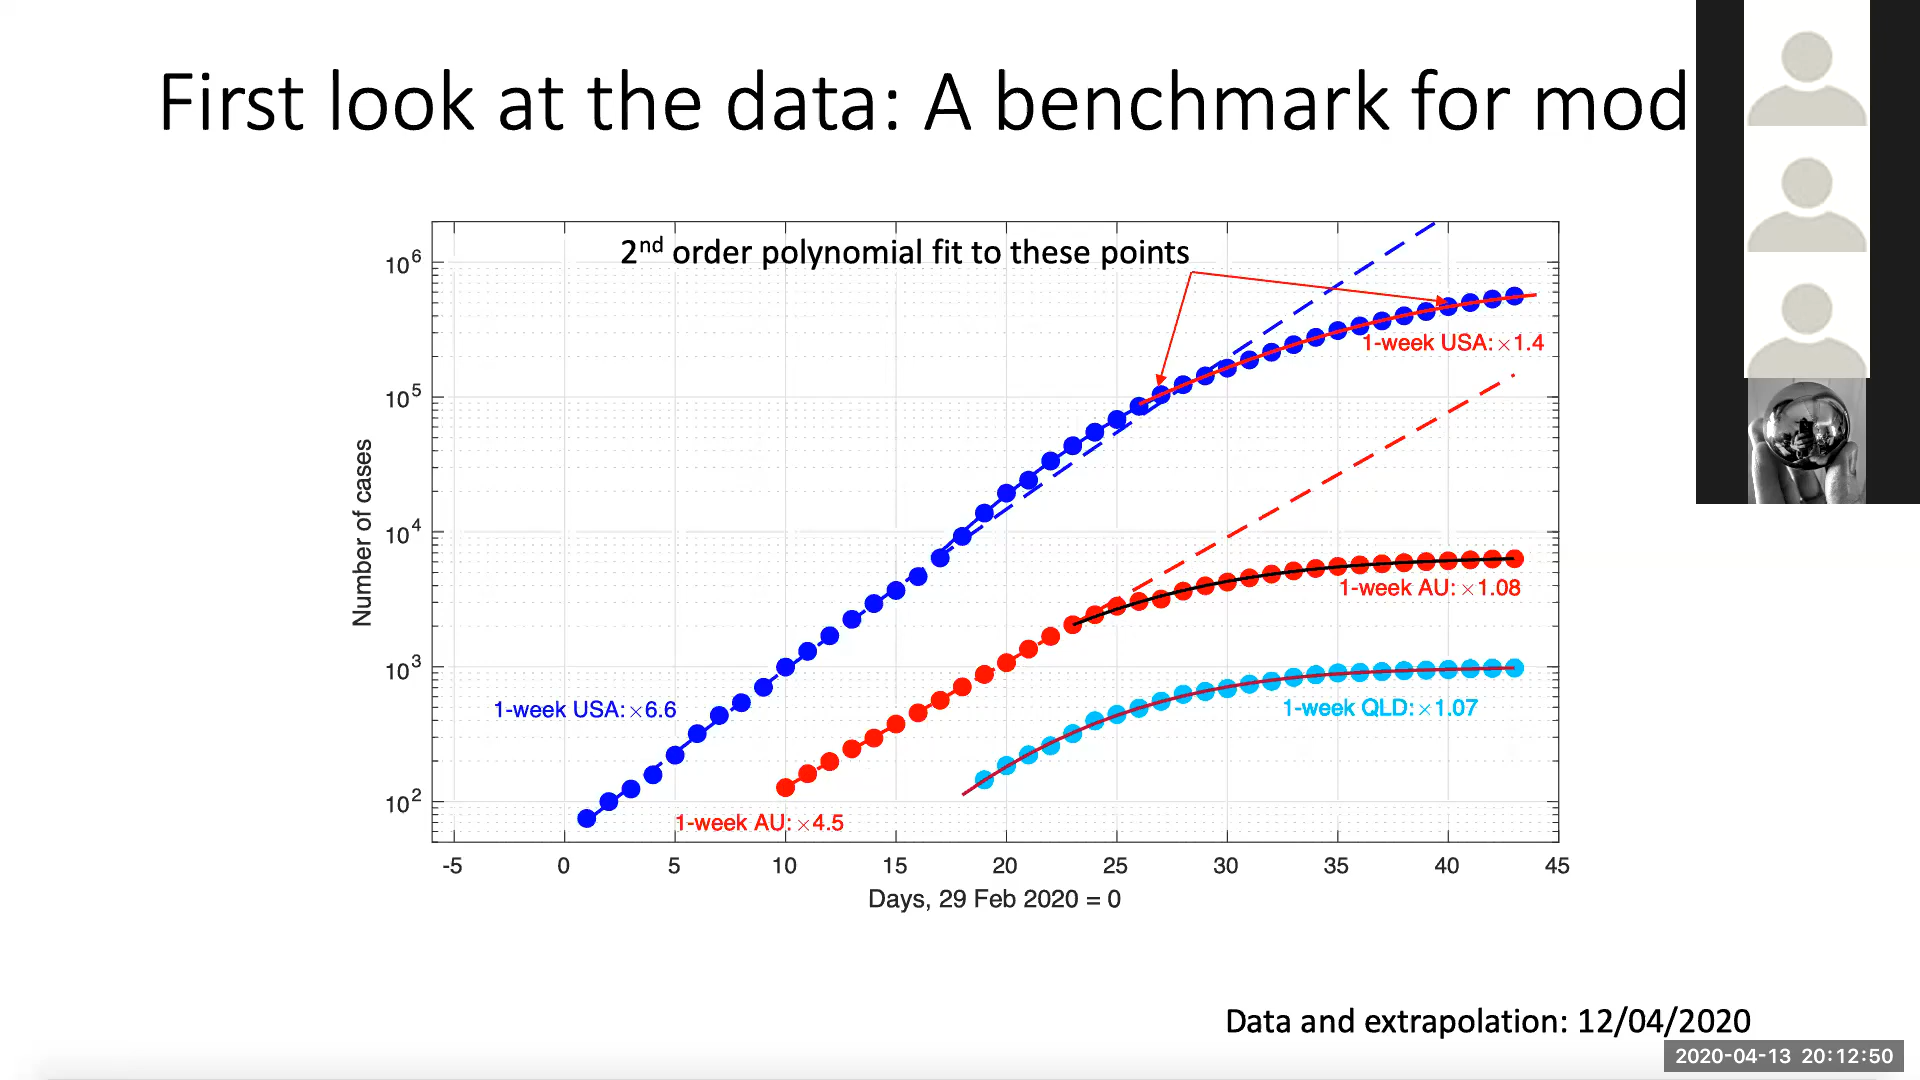 First look at the data: A benchmark for mod
2nd order polynomial fit to these points
10^6
10^5
10^4
10^3
10^2
Number of cases
1-week USA: ×1.4
1-week AU: ×1.08
1-week USA: ×6.6
1-week QLD: ×1.07
1-week AU: ×4.5
-5 0 5 10 15 20 25 30 35 40 45
Days, 29 Feb 2020 = 0
Data and extrapolation: 12/04/2020
2020-04-13 20:12:50